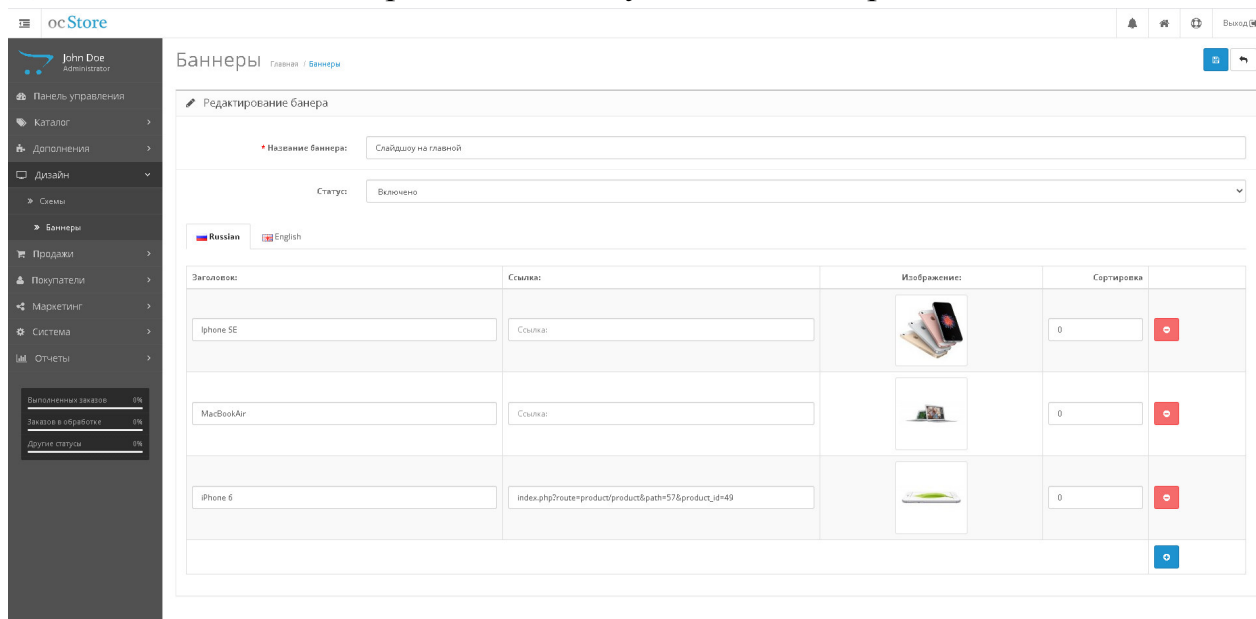 ocStore
Выход
John Doe
Administrator
Баннеры Главная / Баннеры
Панель управления
Каталог
Дополнения
Дизайн
Схемы
Баннеры
Продажи
Покупатели
Маркетинг
Система
Отчеты
Выполненных заказов 0%
Заказов в обработке 0%
Другие статусы 0%
Редактирование банера
* Название баннера: Слайдшоу на главной
Статус: Включено
Russian English
Заголовок: Ссылка: Изображение: Сортировка
Iphone SE Ссылка: 0
MacBookAir Ссылка: 0
iPhone 6 index.php?route=product/product&path=57&product_id=49 0